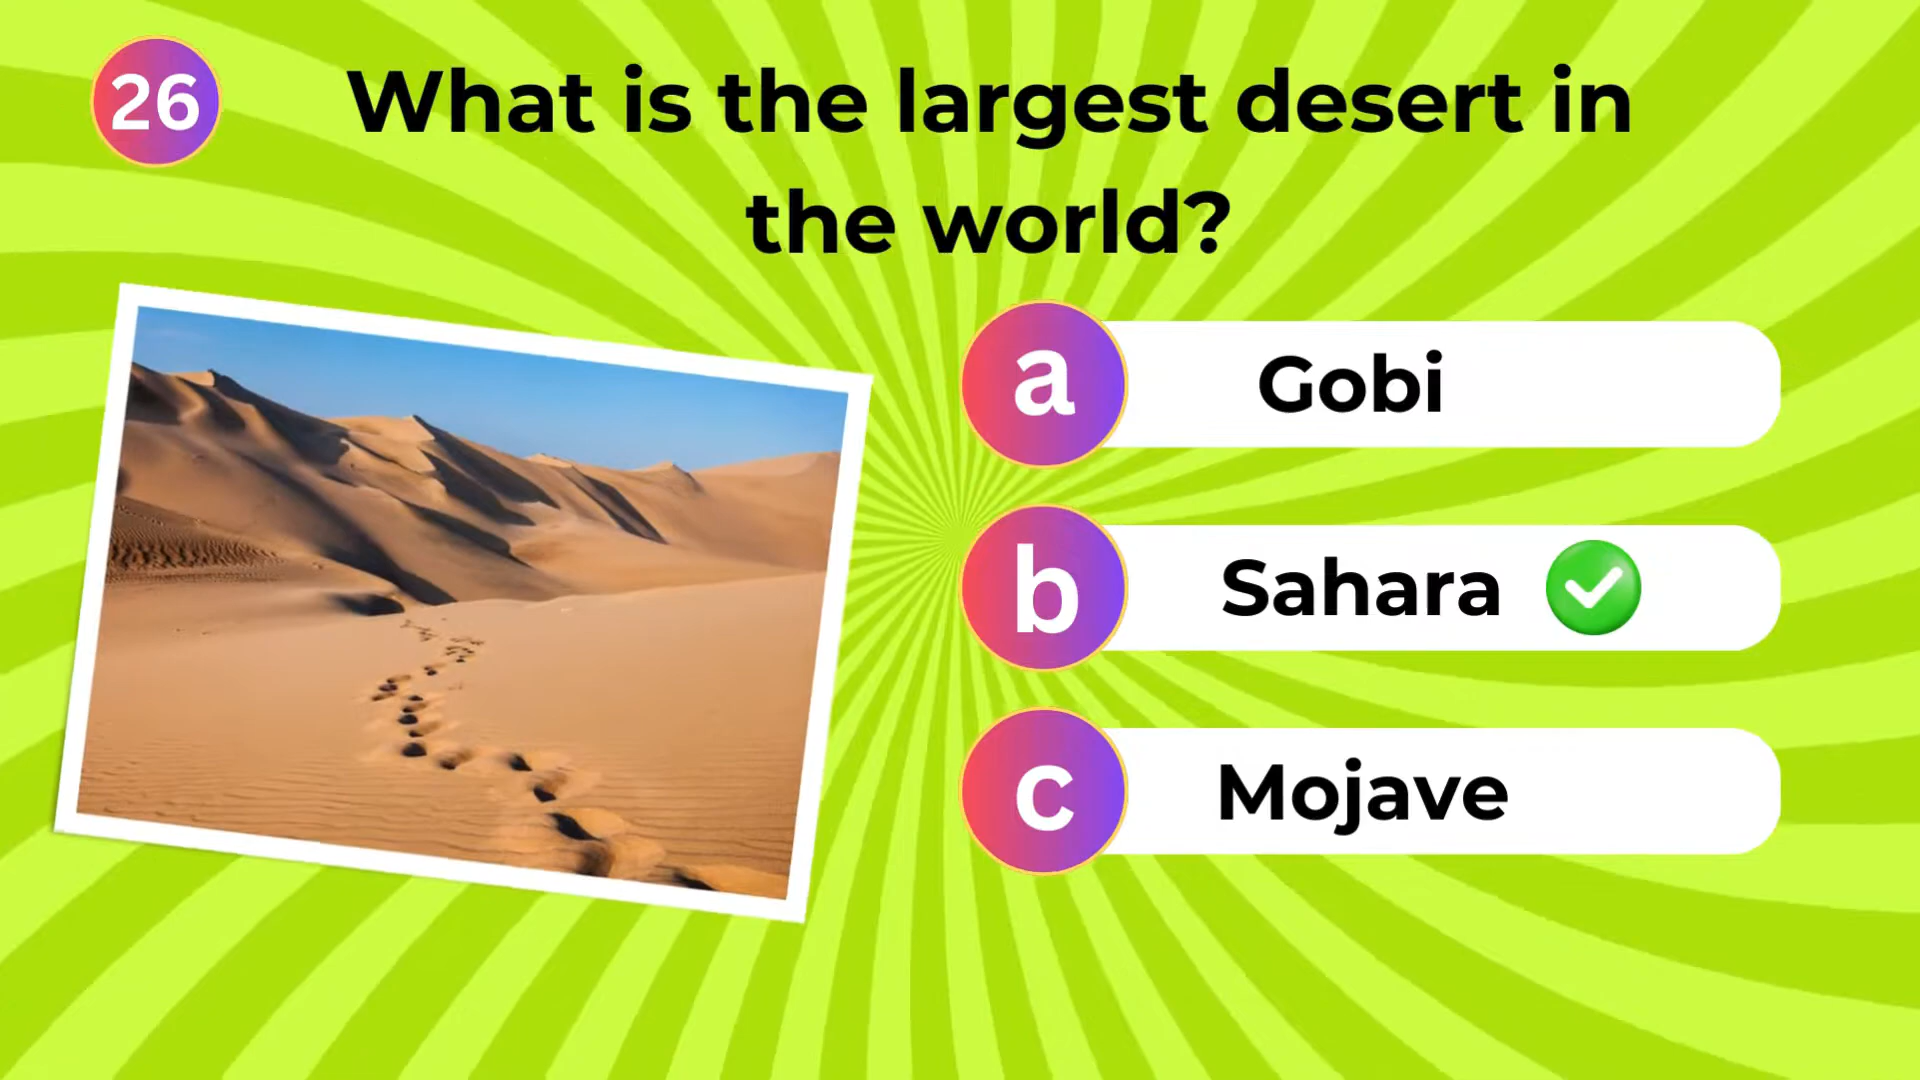 26
What is the largest desert in
the world?
a Gobi
b Sahara
c Mojave